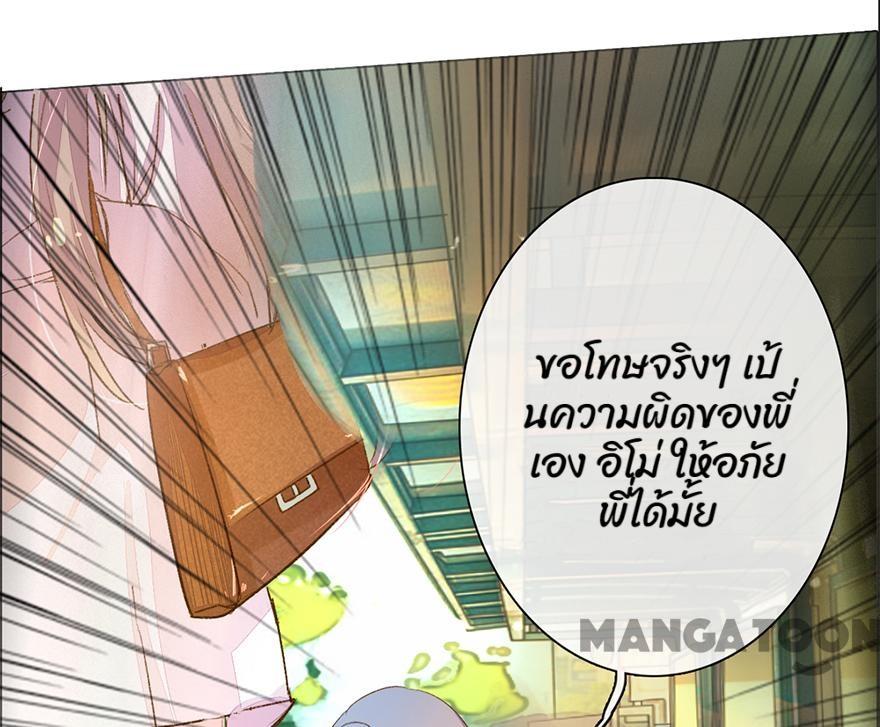 ขอโทษจริงๆ เป้
นความผิดของพี่
เอง อิโม่ ให้อภัย
พี่ได้มั้ย
MANGATOON